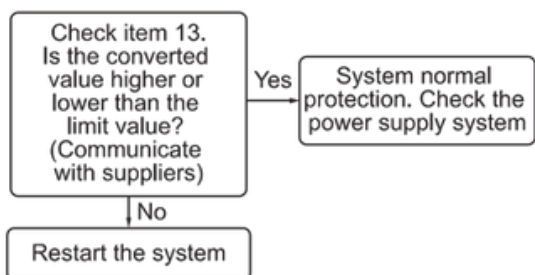 Check item 13.
Is the converted
value higher or
lower than the
limit value?
(Communicate
with suppliers)
Yes
System normal
protection. Check the
power supply system
No
Restart the system